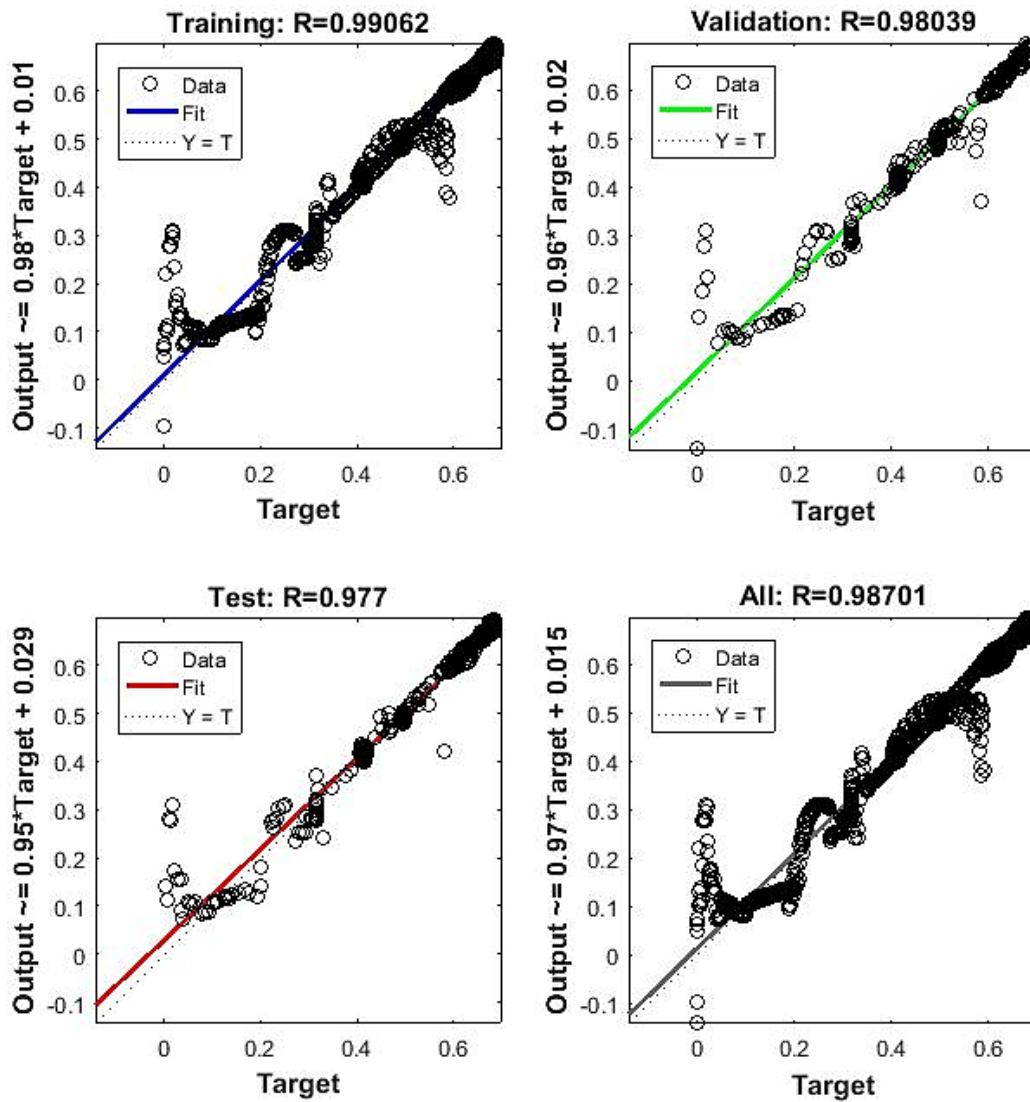 Training: R=0.99062
Output ~= 0.98*Target + 0.01
0.6
0.5
0.4
0.3
0.2
0.1
0
-0.1
Data
Fit
Y = T
0
0.2
0.4
0.6
Target
Validation: R=0.98039
Output ~= 0.96*Target + 0.02
0.6
0.5
0.4
0.3
0.2
0.1
0
-0.1
Data
Fit
Y = T
0
0.2
0.4
0.6
Target
Test: R=0.977
Output ~= 0.95*Target + 0.029
0.6
0.5
0.4
0.3
0.2
0.1
0
-0.1
Data
Fit
Y = T
0
0.2
0.4
0.6
Target
All: R=0.98701
Output ~= 0.97*Target + 0.015
0.6
0.5
0.4
0.3
0.2
0.1
0
-0.1
Data
Fit
Y = T
0
0.2
0.4
0.6
Target